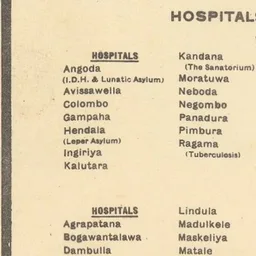 HOSPITALS
HOSPITALS
Angoda
(I.D.H. & Lunatic Asylum)
Avissawella
Colombo
Gampaha
Hendala
(Leper Asylum)
Ingiriya
Kalutara
Kandana
(The Sanatorium)
Moratuwa
Neboda
Negombo
Panadura
Pimbura
Ragama
(Tuberculosis)
HOSPITALS
Agrapatana
Bogawantalawa
Dambulla
Lindula
Madulkele
Maskeliya
Matale